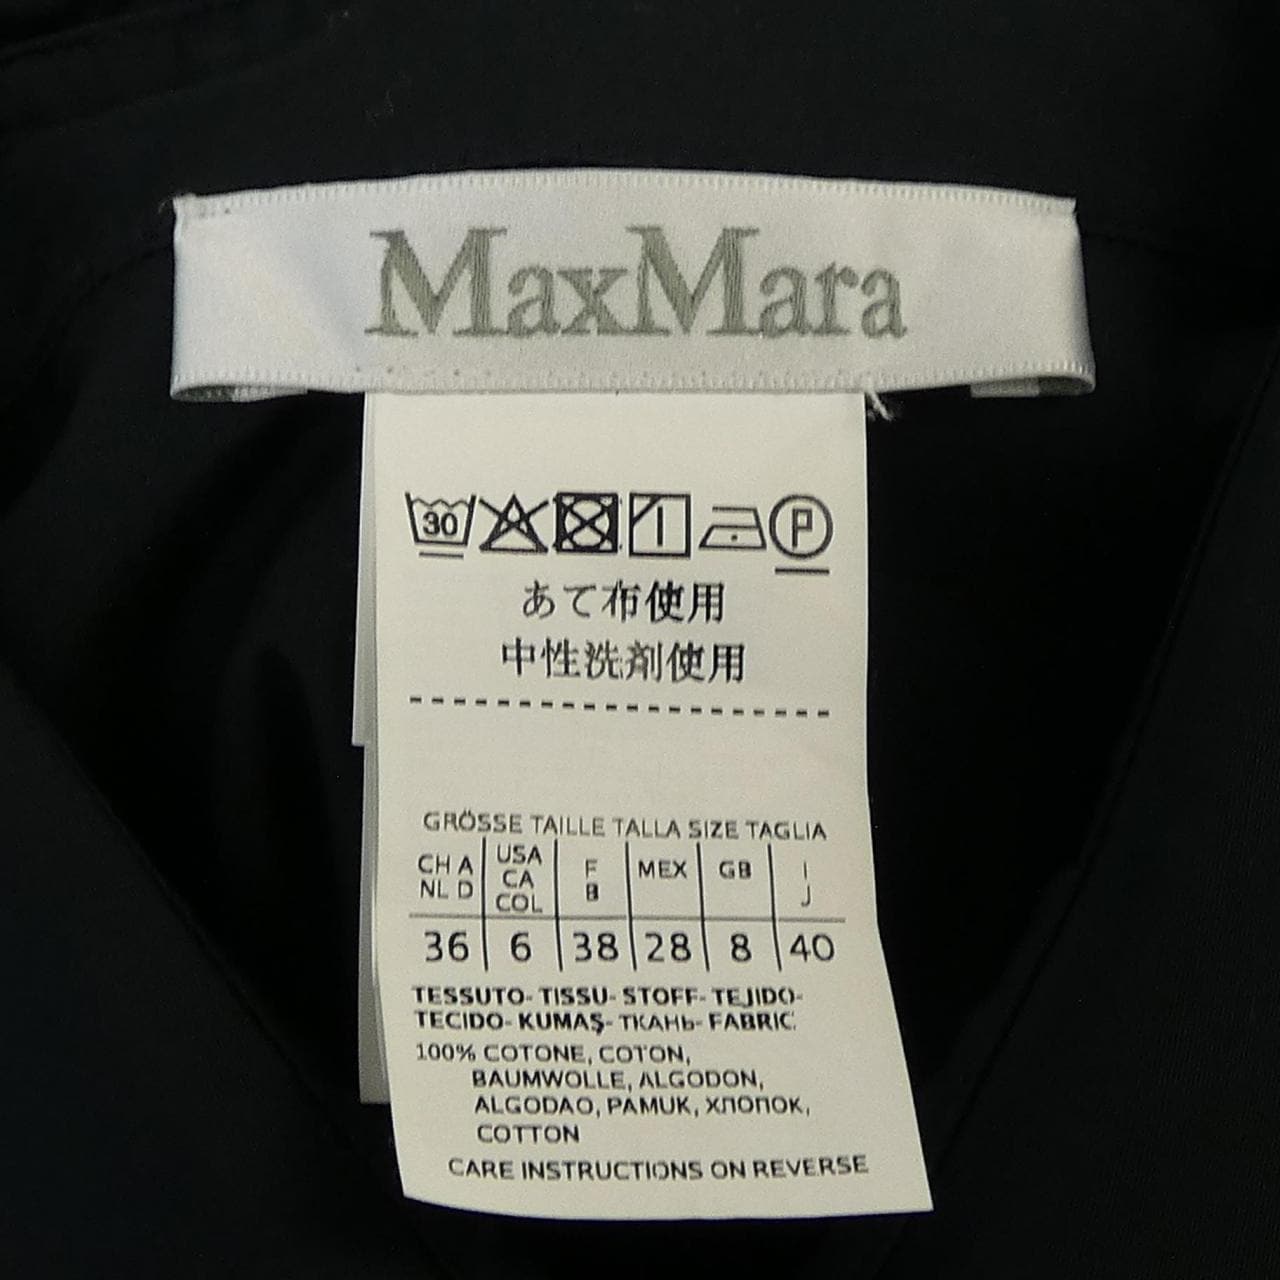 MaxMara
30
P
あて布使用
中性洗剤使用
GRÖSSE TAILLE TALLA SIZE TAGLIA
CH A NL D USA CA COL F B MEX GB I J
36 6 38 28 8 40
TESSUTO- TISSU- STOFF- TEJIDO-
TECIDO- KUMAŞ- ТКАНЬ- FABRIC:
100% COTONE, COTON,
BAUMWOLLE, ALGODON,
ALGODAO, PAMUK, ХЛОПОК,
COTTON
CARE INSTRUCTIONS ON REVERSE